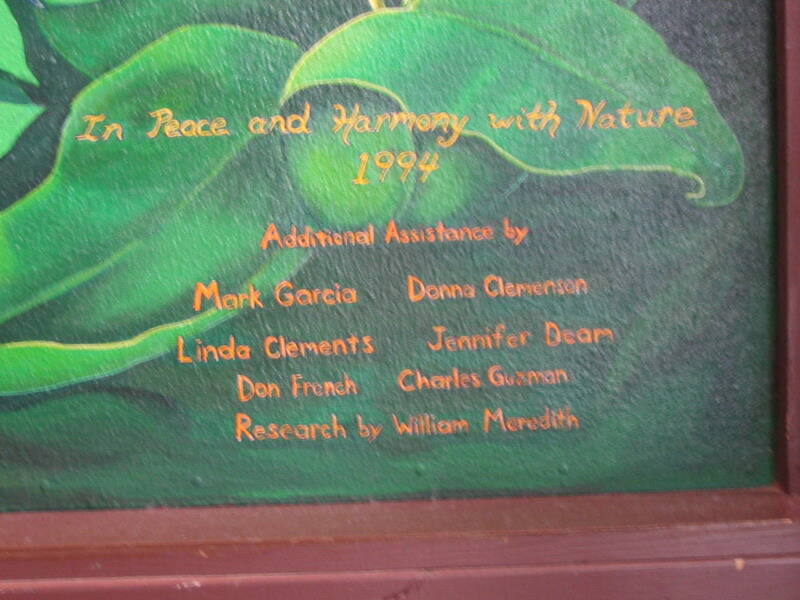 In Peace and Harmony with Nature
1994
Additional Assistance by
Mark Garcia Donna Clemenson
Linda Clements Jennifer Deam
Don French Charles Guzman
Research by William Meredith